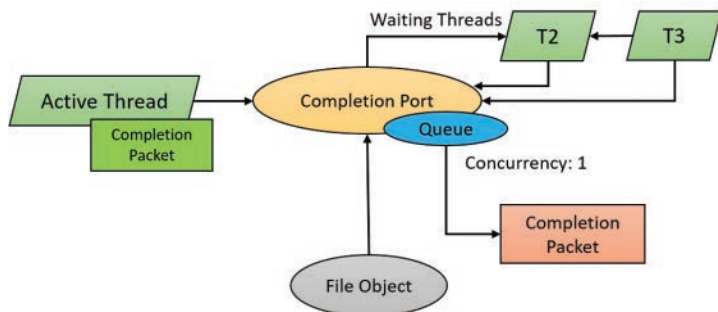 Waiting Threads
T2
T3
Active Thread
Completion Port
Completion
Packet
Queue
Concurrency: 1
Completion
Packet
File Object